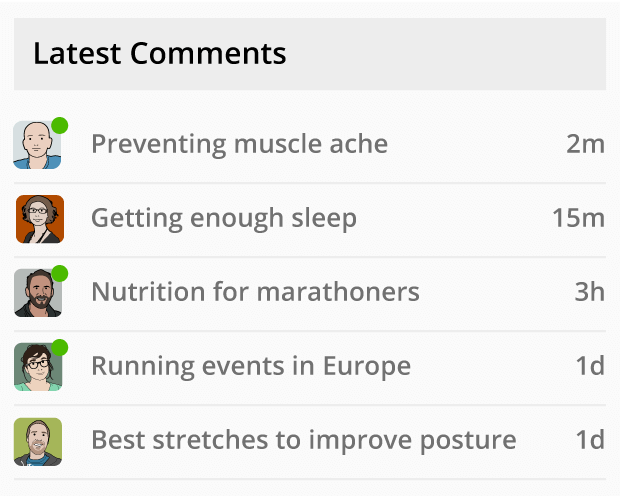 Latest Comments
Preventing muscle ache 2m
Getting enough sleep 15m
Nutrition for marathoners 3h
Running events in Europe 1d
Best stretches to improve posture 1d